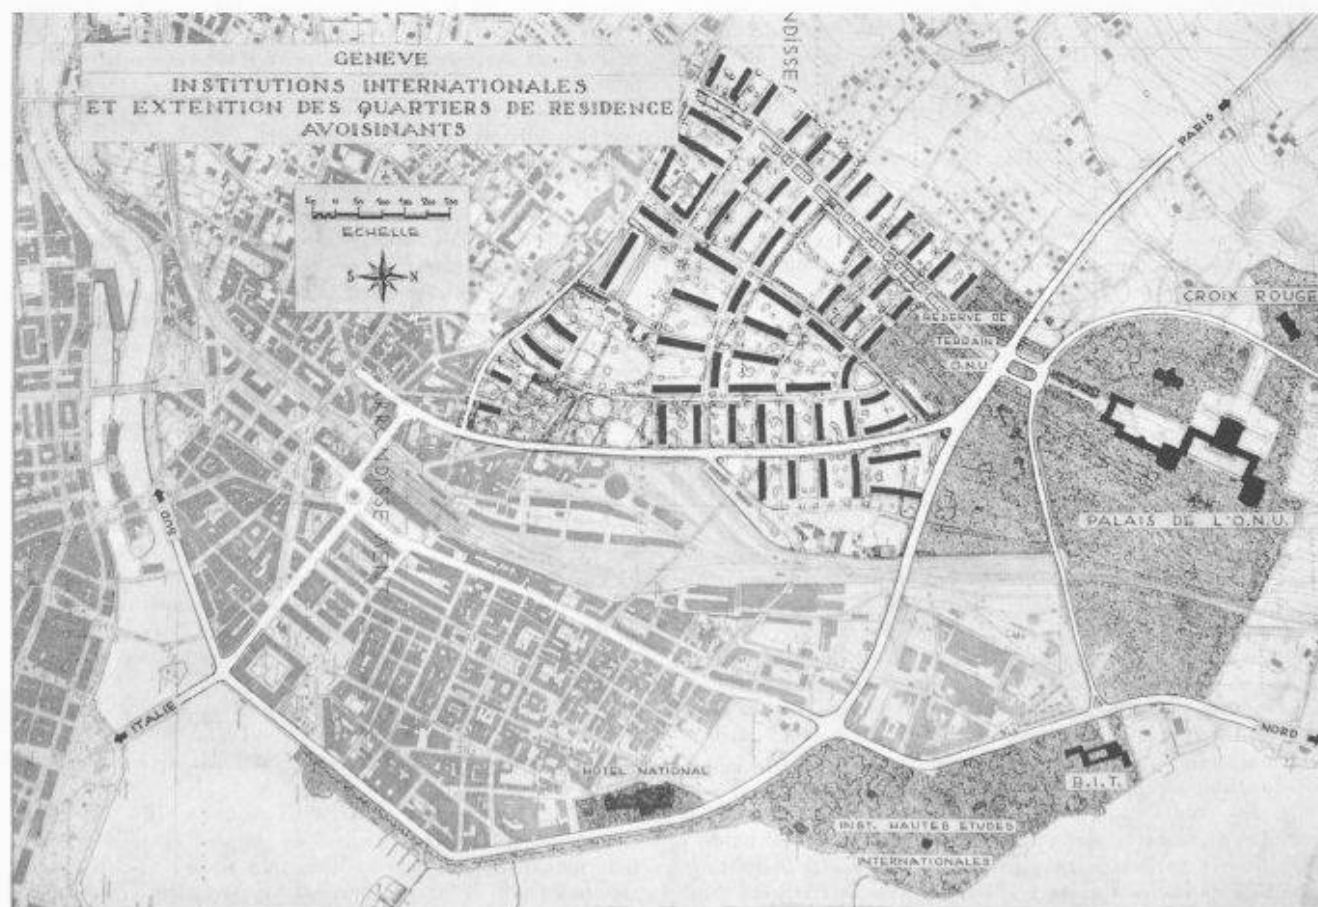 GENEVE
INSTITUTIONS INTERNATIONALES
ET EXTENTION DES QUARTIERS DE RESIDENCE
AVOISINANTS
ECHELLE
S N
PARIS
CROIX ROUGE
RESERVE DE
TERRAIN
O.N.U.
PALAIS DE L'O.N.U.
SUD
ITALIE
NORD
HOTEL NATIONAL
B.I.T.
INST. HAUTES ETUDES
INTERNATIONALES